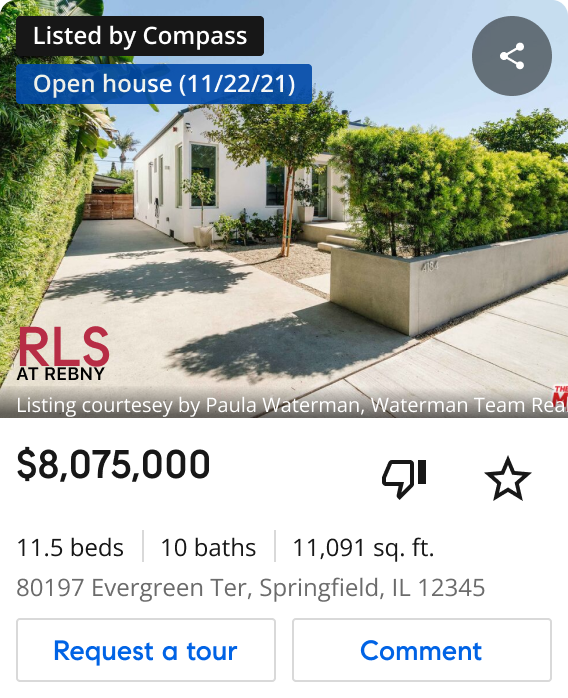 Listed by Compass
Open house (11/22/21)
4184
RLS
AT REBNY
Listing courtesey by Paula Waterman, Waterman Team Rea
THE
M
$8,075,000
11.5 beds
10 baths
11,091 sq. ft.
80197 Evergreen Ter, Springfield, IL 12345
Request a tour
Comment